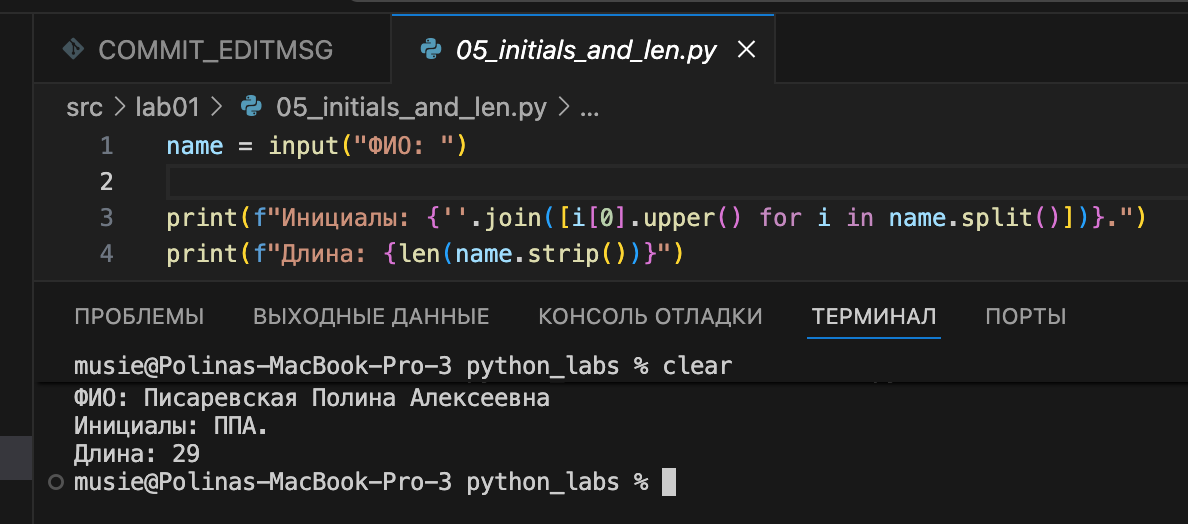 COMMIT_EDITMSG 05_initials_and_len.py
src > lab01 > 05_initials_and_len.py > ...
1 name = input("ФИО: ")
2
3 print(f"Инициалы: {''.join([i[0].upper() for i in name.split()])}.")
4 print(f"Длина: {len(name.strip())}")
ПРОБЛЕМЫ ВЫХОДНЫЕ ДАННЫЕ КОНСОЛЬ ОТЛАДКИ ТЕРМИНАЛ ПОРТЫ
musie@Polinas-MacBook-Pro-3 python_labs % clear
ФИО: Писаревская Полина Алексеевна
Инициалы: ППА.
Длина: 29
musie@Polinas-MacBook-Pro-3 python_labs %